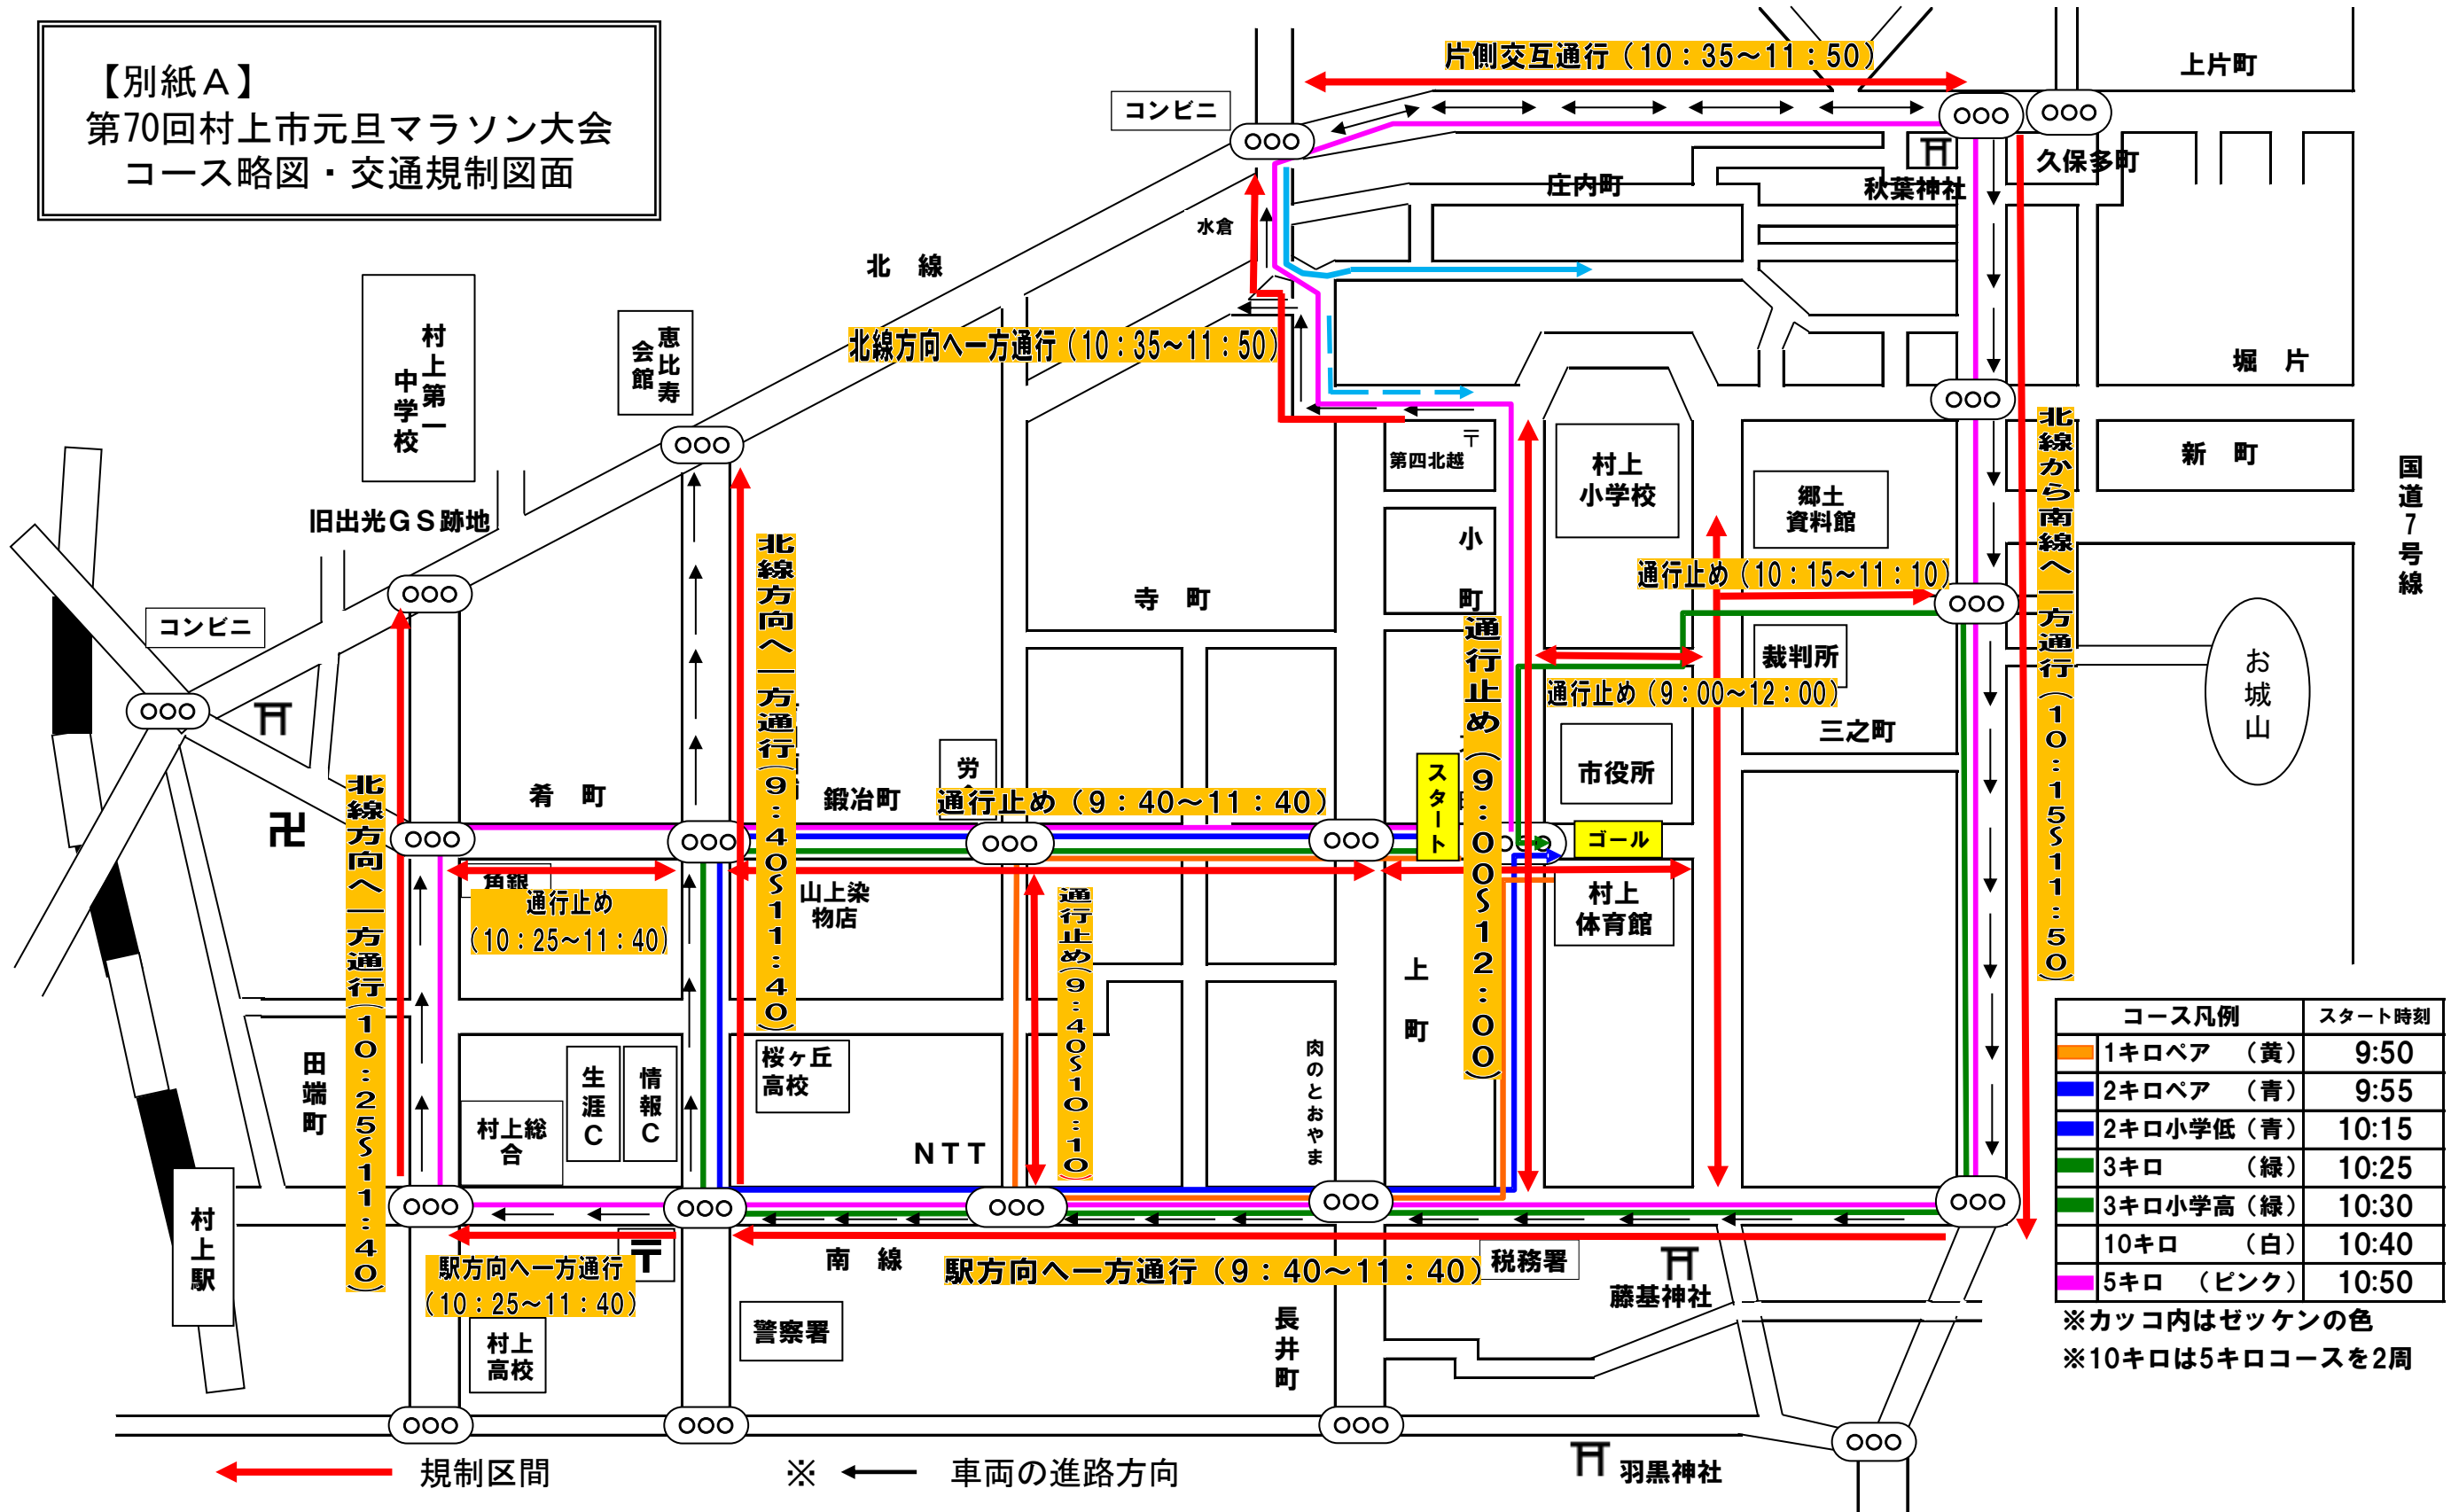 【別紙Ａ】
第70回村上市元旦マラソン大会
コース略図・交通規制図面
片側交互通行（10：35～11：50）
上片町
コンビニ
久保多町
庄内町
秋葉神社
水倉
北　線
村上第一
中学校
恵比寿
会館
北線方向へ一方通行（10：35～11：50）
堀　片
〒
第四北越
村上
小学校
郷土
資料館
新　町
国道7号線
旧出光ＧＳ跡地
小町
寺　町
通行止め（10：15～11：10）
北線から南線へ一方通行（10：15～11：50）
コンビニ
裁判所
お城山
通行止め（9：00～12：00）
三之町
市役所
北線方向へ一方通行（9：40～11：40）
通行止め（9：00～12：00）
労
肴　町
鍛冶町
通行止め（9：40～11：40）
スタート
ゴール
北線方向へ一方通行（10：25～11：40）
卍
角銀
通行止め
（10：25～11：40）
山上染
物店
通行止め（9：40～10：10）
村上
体育館
上町
田端町
生涯Ｃ
情報Ｃ
桜ヶ丘
高校
村上総
合
ＮＴＴ
肉のとおやま
村上駅
〒
南　線
駅方向へ一方通行
（10：25～11：40）
駅方向へ一方通行（9：40～11：40）
税務署
藤基神社
村上
高校
警察署
長井町
羽黒神社
コース凡例 スタート時刻
1キロペア （黄） 9:50
2キロペア （青） 9:55
2キロ小学低（青） 10:15
3キロ （緑） 10:25
3キロ小学高（緑） 10:30
10キロ （白） 10:40
5キロ （ピンク） 10:50
※カッコ内はゼッケンの色
※10キロは5キロコースを2周
規制区間
※ 車両の進路方向